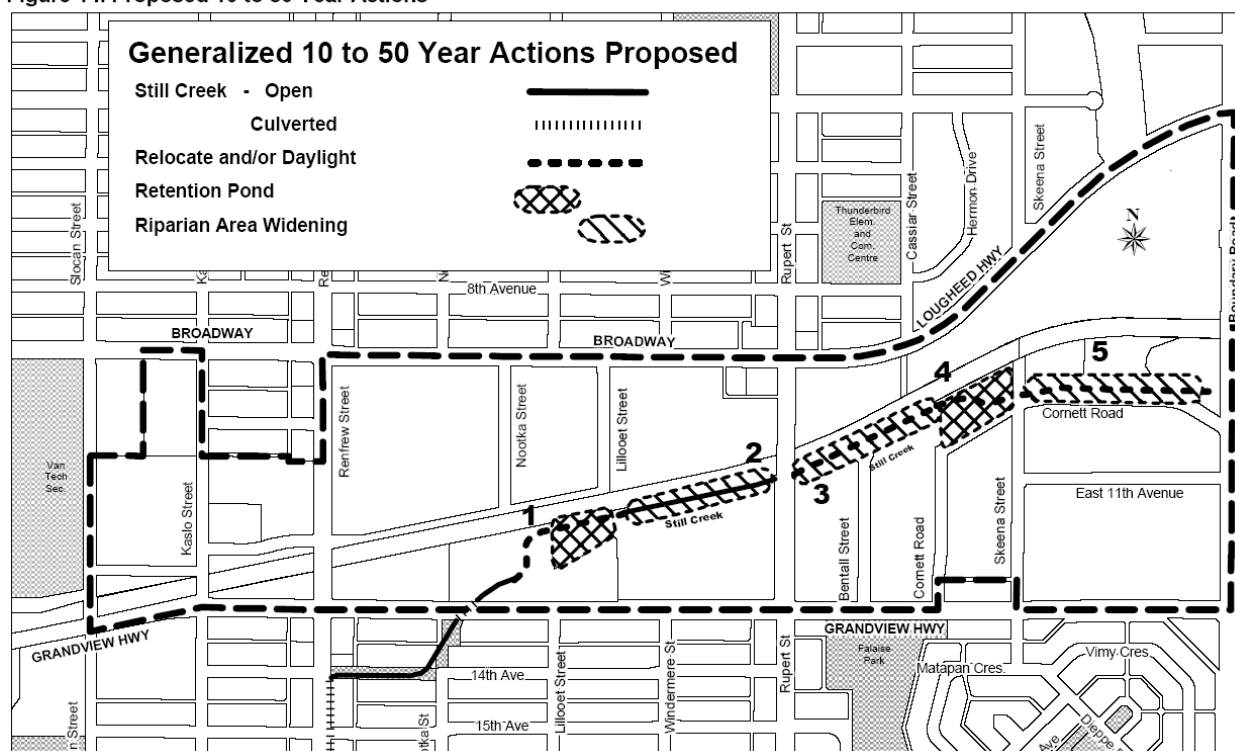 Generalized 10 to 50 Year Actions Proposed
Still Creek - Open
Culverted
Relocate and/or Daylight
Retention Pond
Riparian Area Widening
Slocan Street
Rupert St
Thunderbird
Elem.
and
Com.
Centre
Cassiar Street
Hermon Drive
Skeena Street
N
LOUGHEED HWY
Boundary Road
8th Avenue
BROADWAY
BROADWAY
Van
Tech
Sec.
Kaslo Street
Renfrew Street
Nootka Street
Lillooet Street
1
2
3
4
5
Still Creek
Still Creek
Cornett Road
East 11th Avenue
Bentall Street
Cornett Road
Skeena Street
GRANDVIEW HWY
GRANDVIEW HWY
Falaise
Park
Matapan Cres.
Vimy Cres
Dieppe
14th Ave
15th Ave
Lillooet Street
Windermere St
Rupert St
Ave